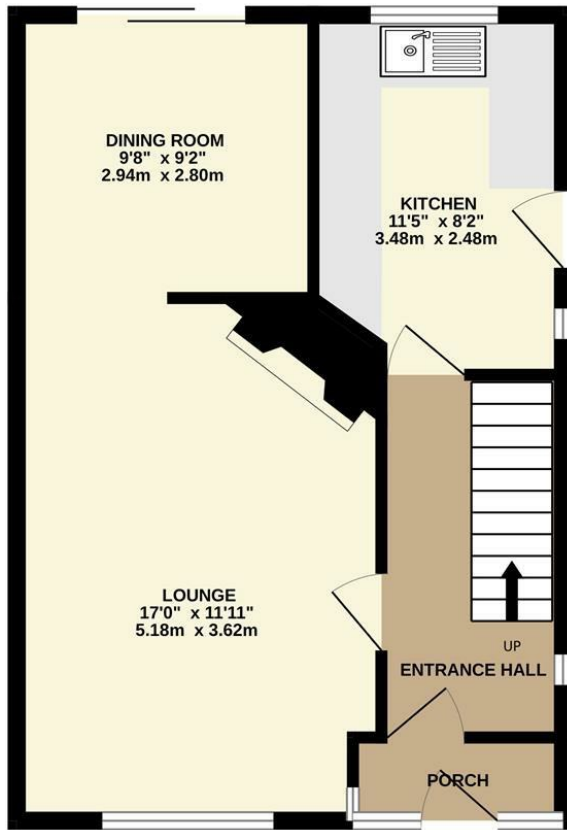 DINING ROOM
9'8" x 9'2"
2.94m x 2.80m
KITCHEN
11'5" x 8'2"
3.48m x 2.48m
LOUNGE
17'0" x 11'11"
5.18m x 3.62m
UP
ENTRANCE HALL
PORCH